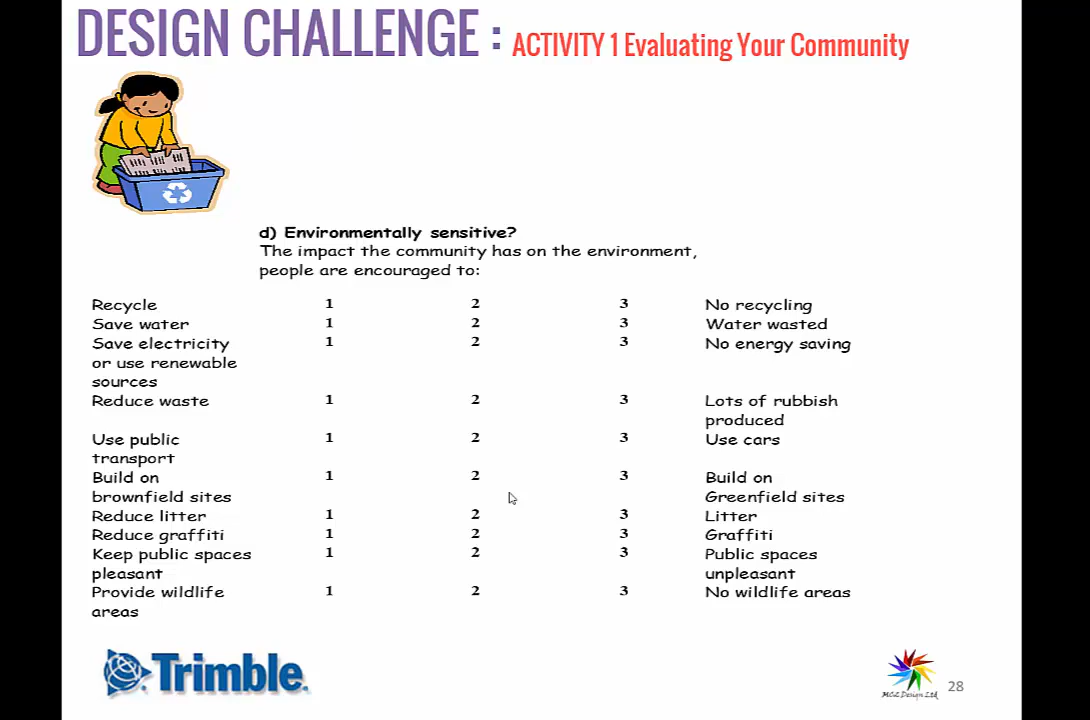 DESIGN CHALLENGE : ACTIVITY 1 Evaluating Your Community
d) Environmentally sensitive?
The impact the community has on the environment,
people are encouraged to:
Recycle 1 2 3 No recycling
Save water 1 2 3 Water wasted
Save electricity 1 2 3 No energy saving
or use renewable
sources
Reduce waste 1 2 3 Lots of rubbish
produced
Use public 1 2 3 Use cars
transport
Build on 1 2 3 Build on
brownfield sites Greenfield sites
Reduce litter 1 2 3 Litter
Reduce graffiti 1 2 3 Graffiti
Keep public spaces 1 2 3 Public spaces
pleasant unpleasant
Provide wildlife 1 2 3 No wildlife areas
areas
Trimble.
MCL Design Ltd
28